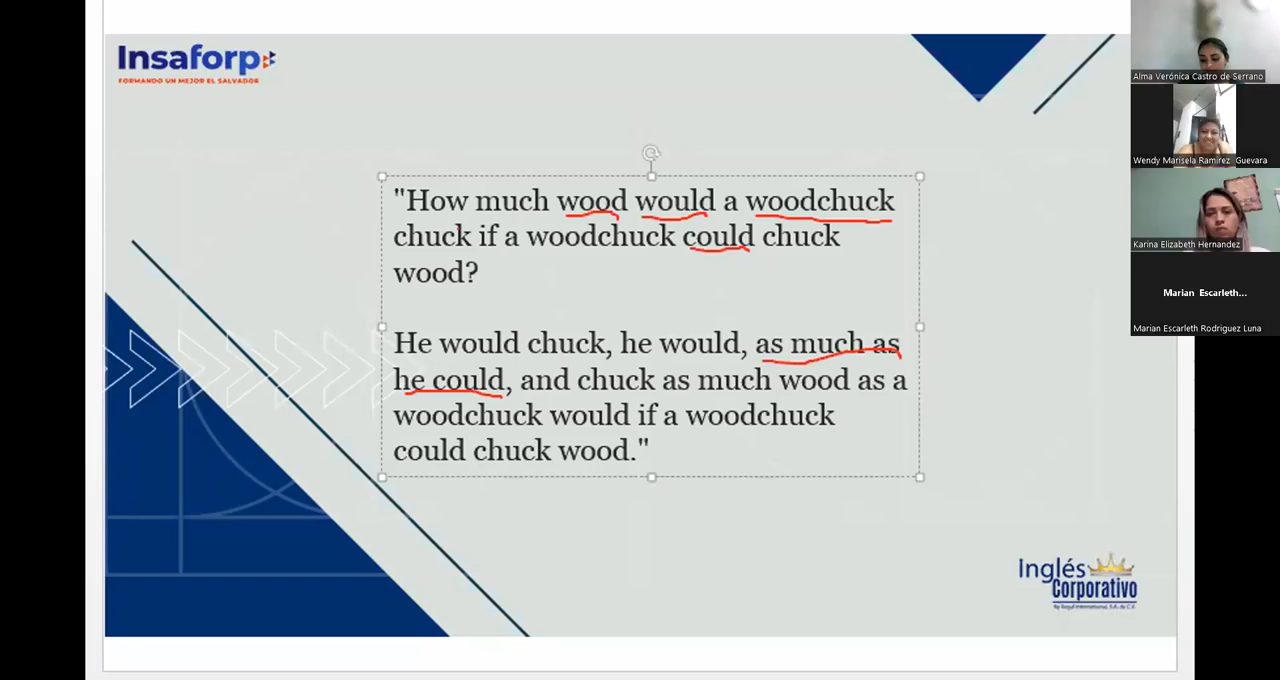 Insaforp
FORMANDO UN MEJOR EL SALVADOR
"How much wood would a woodchuck
chuck if a woodchuck could chuck
wood?
He would chuck, he would, as much as
he could, and chuck as much wood as a
woodchuck would if a woodchuck
could chuck wood."
Inglés
Corporativo
Alma Verónica Castro de Serrano
Wendy Marisela Ramirez Guevara
Karina Elizabeth Hernandez
Marian Escarleth...
Marian Escarleth Rodriguez Luna